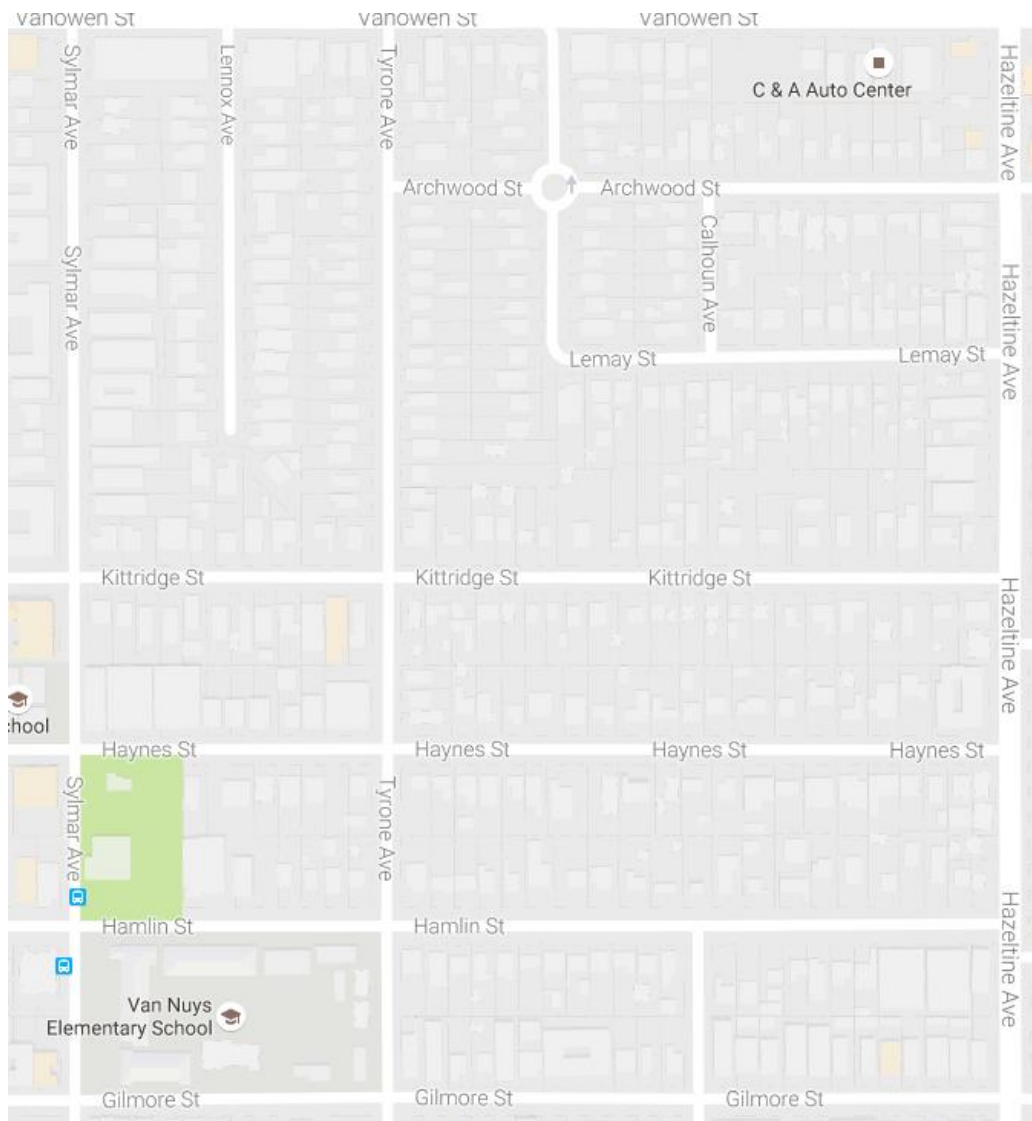 Vanowen St
Vanowen St
Vanowen St
Sylmar Ave
Lennox Ave
Tyrone Ave
Hazeltine Ave
C & A Auto Center
Archwood St
Archwood St
Sylmar Ave
Calhoun Ave
Hazeltine Ave
Lemay St
Lemay St
Kittridge St
Kittridge St
Kittridge St
Hazeltine Ave
chool
Haynes St
Haynes St
Haynes St
Haynes St
Sylmar Ave
Tyrone Ave
Hamlin St
Hamlin St
Hazeltine Ave
Van Nuys
Elementary School
Gilmore St
Gilmore St
Gilmore St